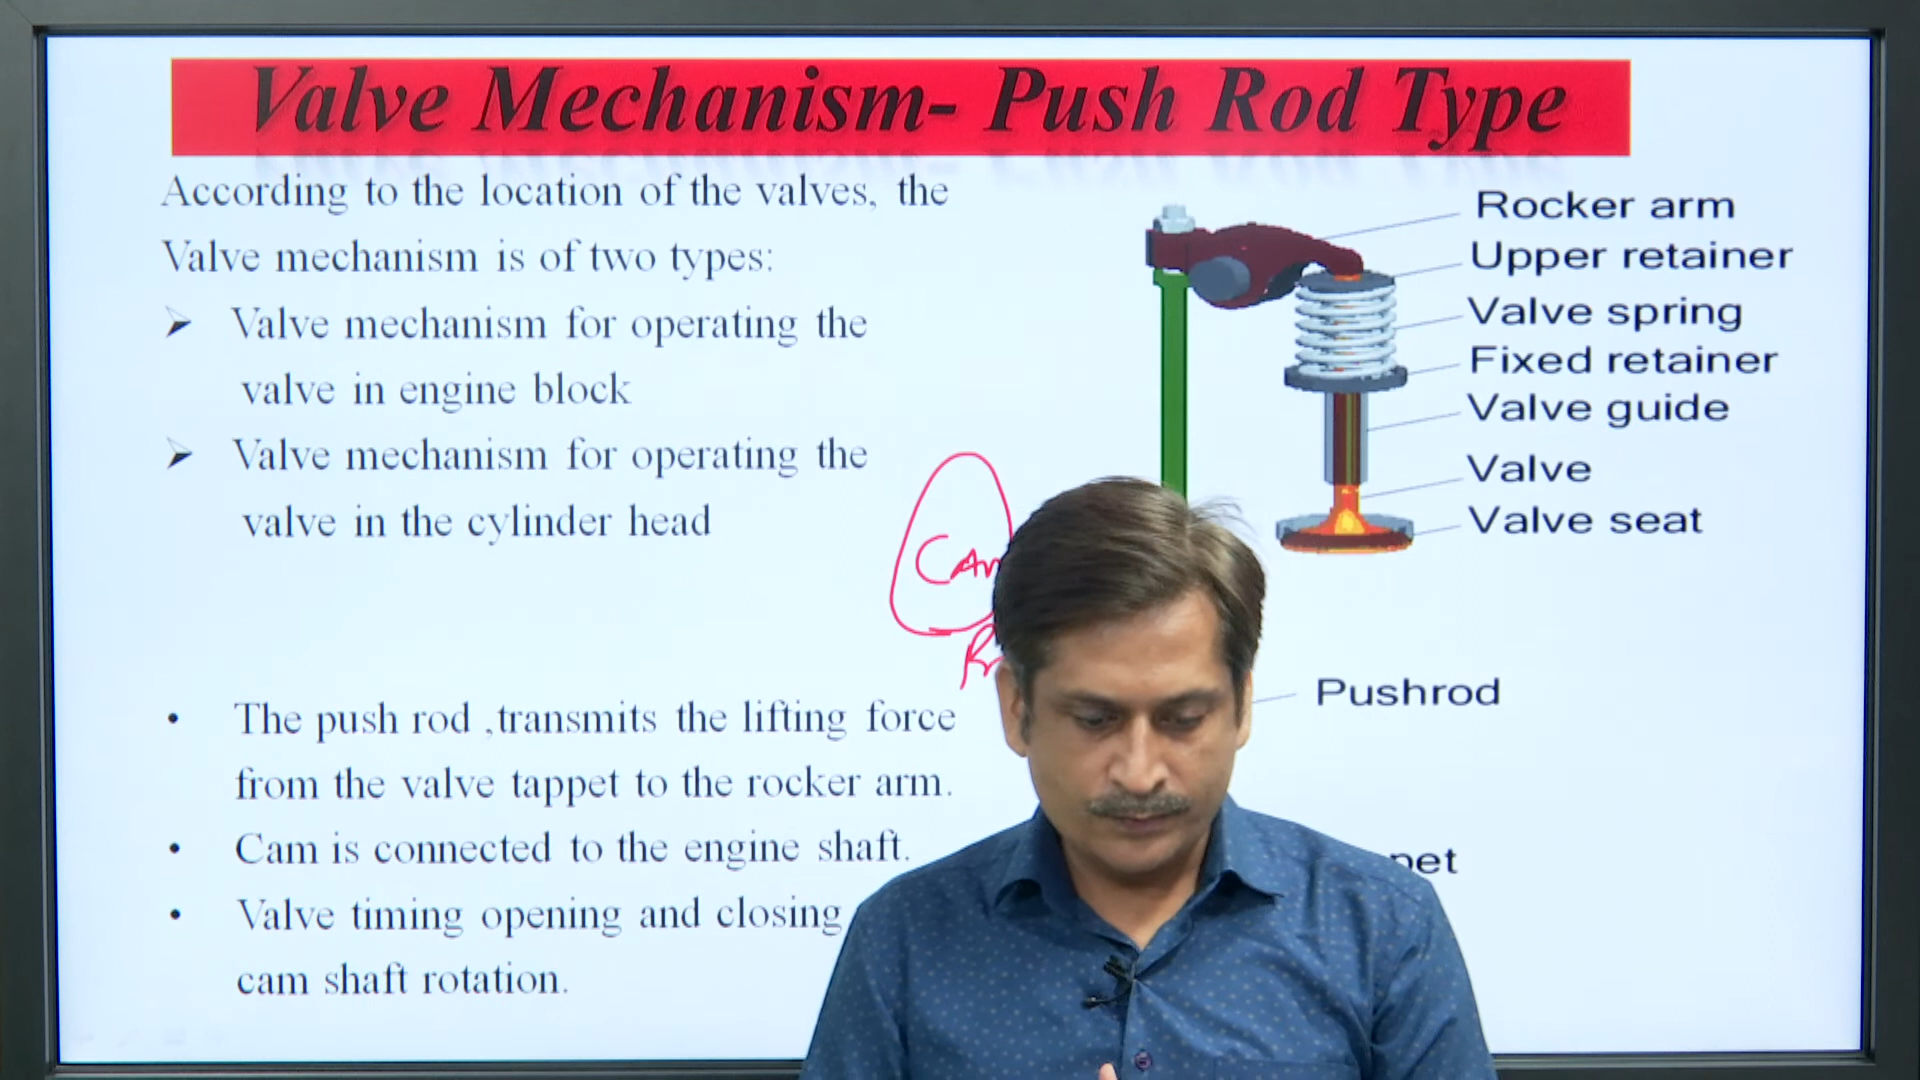 Valve Mechanism- Push Rod Type
According to the location of the valves, the
Valve mechanism is of two types:
➢ Valve mechanism for operating the
valve in engine block
➢ Valve mechanism for operating the
valve in the cylinder head
• The push rod ,transmits the lifting force
from the valve tappet to the rocker arm.
• Cam is connected to the engine shaft.
• Valve timing opening and closing
cam shaft rotation.
Rocker arm
Upper retainer
Valve spring
Fixed retainer
Valve guide
Valve
Valve seat
Pushrod